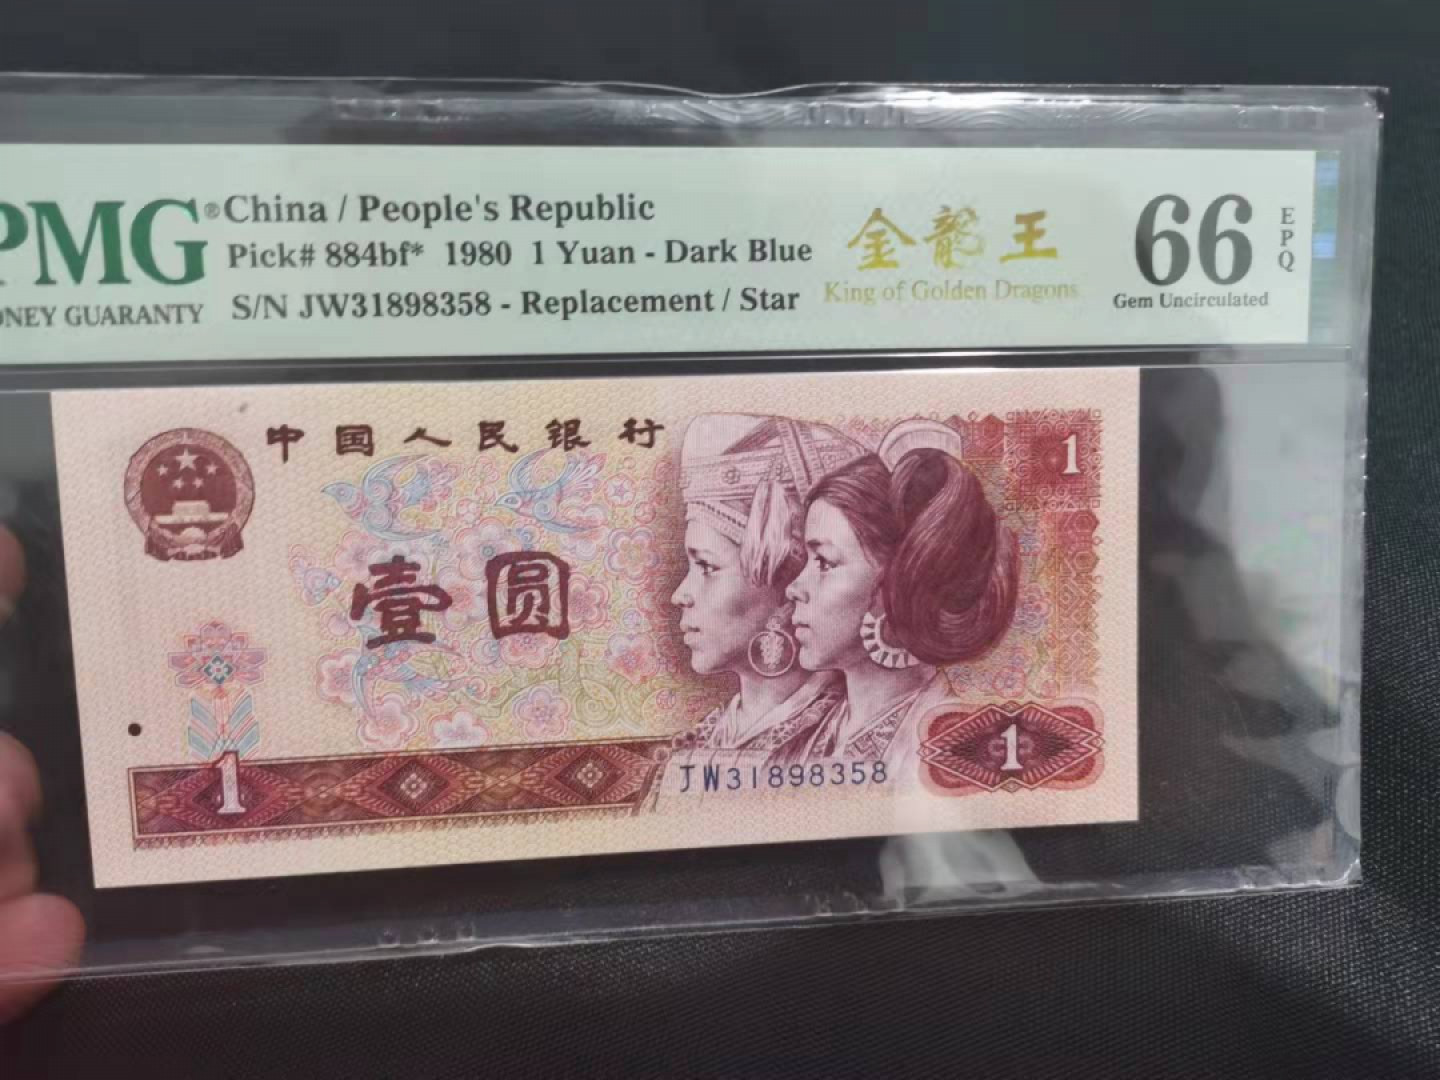 PMG®
ONEY GUARANTY
China / People's Republic
Pick# 884bf* 1980 1 Yuan - Dark Blue
S/N JW31898358 - Replacement / Star
金龍王
King of Golden Dragons
66
EPQ
Gem Uncirculated
中国人民银行
1
壹圆
1
JW31898358
1